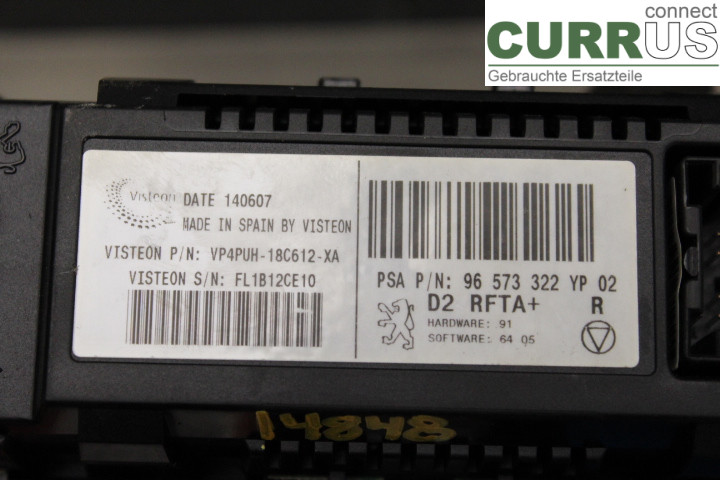 connect
CURRUS
Gebrauchte Ersatzteile
Visteon
DATE 140607
MADE IN SPAIN BY VISTEON
VISTEON P/N: VP4PUH-18C612-XA
VISTEON S/N: FL1B12CE10
PSA P/N: 96 573 322 YP 02
D2 RFTA+ R
HARDWARE: 91
SOFTWARE: 64 05
14848